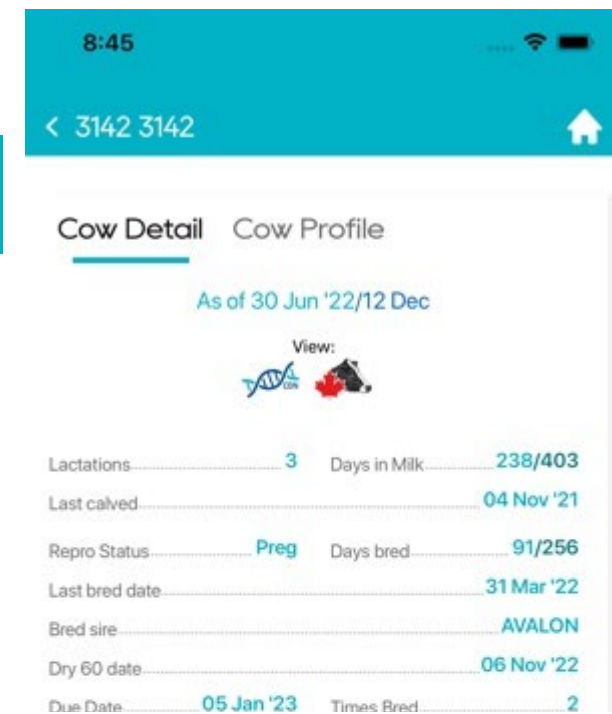 8:45
3142 3142
Cow Detail Cow Profile
As of 30 Jun '22/12 Dec
View:
CDN
Lactations 3 Days in Milk 238/403
Last calved 04 Nov '21
Repro Status Preg Days bred 91/256
Last bred date 31 Mar '22
Bred sire AVALON
Dry 60 date 06 Nov '22
Due Date 05 Jan '23 Times Bred 2